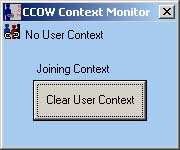 CCOW Context Monitor
No User Context
Joining Context
Clear User Context